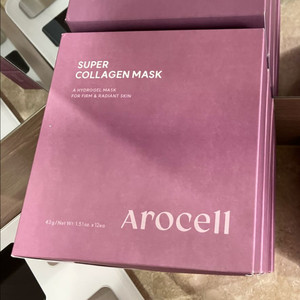 SUPER
COLLAGEN MASK
A HYDROGEL MASK
FOR FIRM & RADIANT SKIN
Arocell